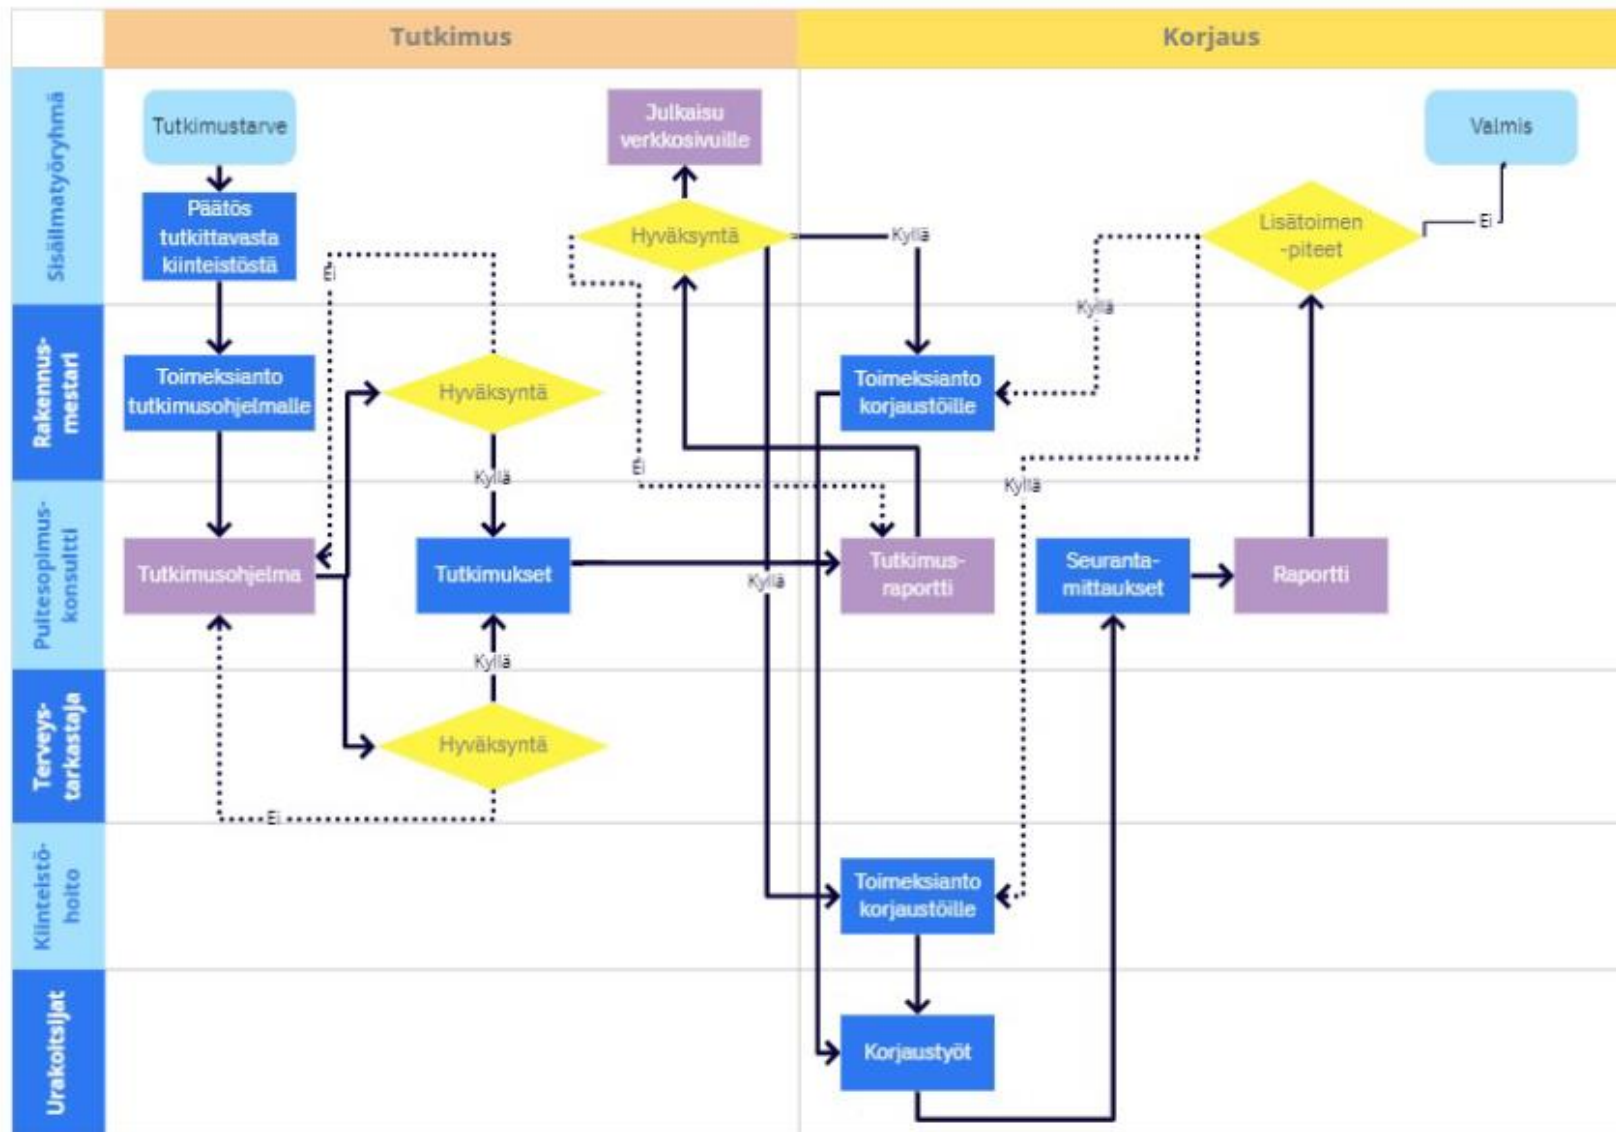 Tutkimus
Korjaus
Sisäilmatyöryhmä
Tutkimustarve
Julkaisu
verkkosivuille
Valmis
Päätös
tutkittavasta
kiinteistöstä
Hyväksyntä
Kyllä
Lisätoimen
-piteet
Ei
Ei
Kyllä
Rakennus-
mestari
Toimeksianto
tutkimusohjelmalle
Hyväksyntä
Toimeksianto
korjaustöille
Kyllä
Ei
Kyllä
Puitesopimus-
konsultti
Tutkimusohjelma
Tutkimukset
Kyllä
Tutkimus-
raportti
Seuranta-
mittaukset
Raportti
Kyllä
Terveys-
tarkastaja
Hyväksyntä
Ei
Kiinteistö-
hoito
Toimeksianto
korjaustöille
Urakoitsijat
Korjaustyöt